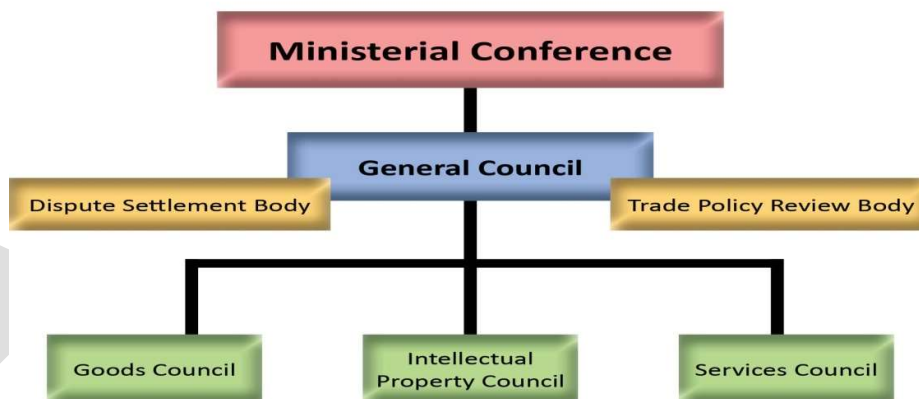 Ministerial Conference
General Council
Dispute Settlement Body
Trade Policy Review Body
Goods Council
Intellectual
Property Council
Services Council